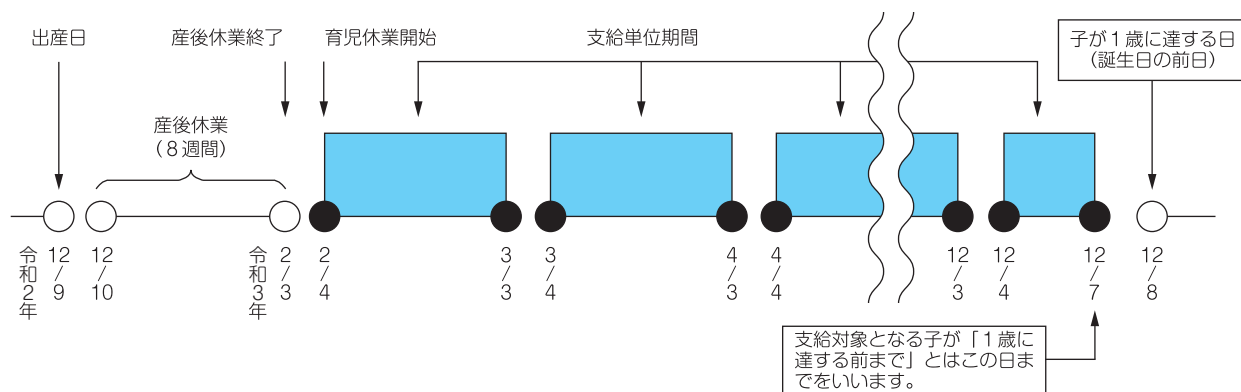 出産日
産後休業終了
育児休業開始
支給単位期間
子が1歳に達する日
(誕生日の前日)
産後休業
(8週間)
令和2年
12/9
12/10
令和3年
2/3
2/4
3/3
3/4
4/3
4/4
12/3
12/4
12/7
12/8
支給対象となる子が「1歳に
達する前まで」とはこの日ま
でをいいます。